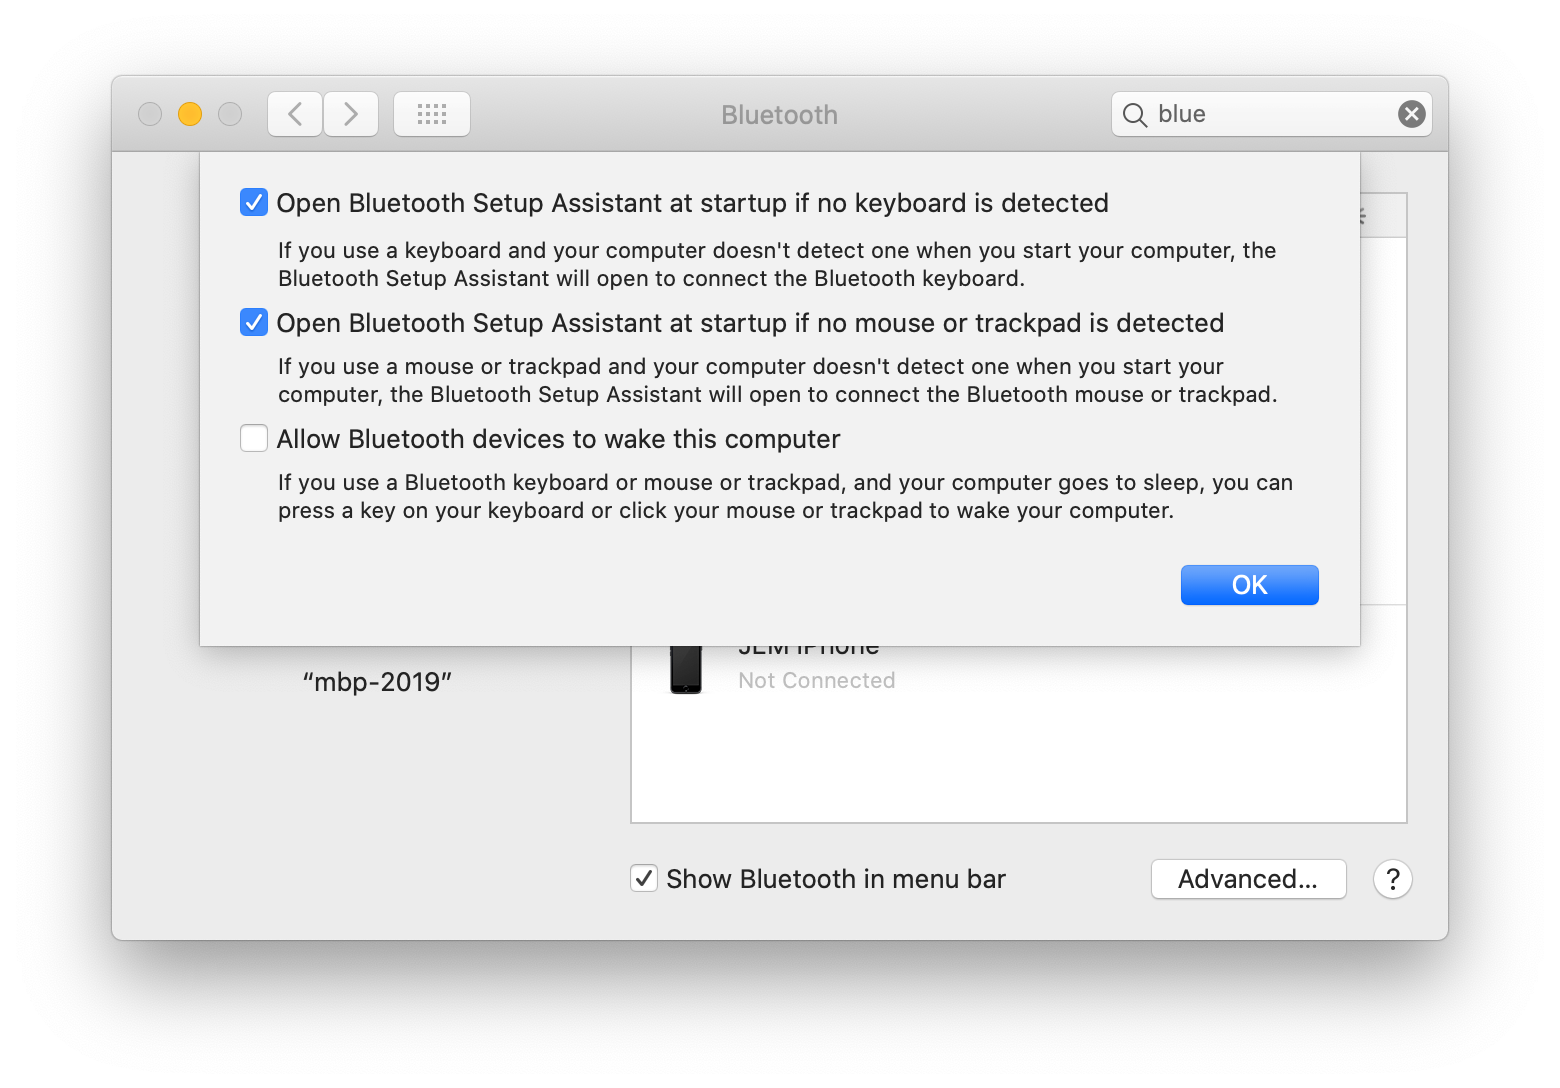 Bluetooth
blue
Open Bluetooth Setup Assistant at startup if no keyboard is detected
If you use a keyboard and your computer doesn't detect one when you start your computer, the
Bluetooth Setup Assistant will open to connect the Bluetooth keyboard.
Open Bluetooth Setup Assistant at startup if no mouse or trackpad is detected
If you use a mouse or trackpad and your computer doesn't detect one when you start your
computer, the Bluetooth Setup Assistant will open to connect the Bluetooth mouse or trackpad.
Allow Bluetooth devices to wake this computer
If you use a Bluetooth keyboard or mouse or trackpad, and your computer goes to sleep, you can
press a key on your keyboard or click your mouse or trackpad to wake your computer.
OK
JEM iPhone
“mbp-2019”
Not Connected
Show Bluetooth in menu bar
Advanced...
?